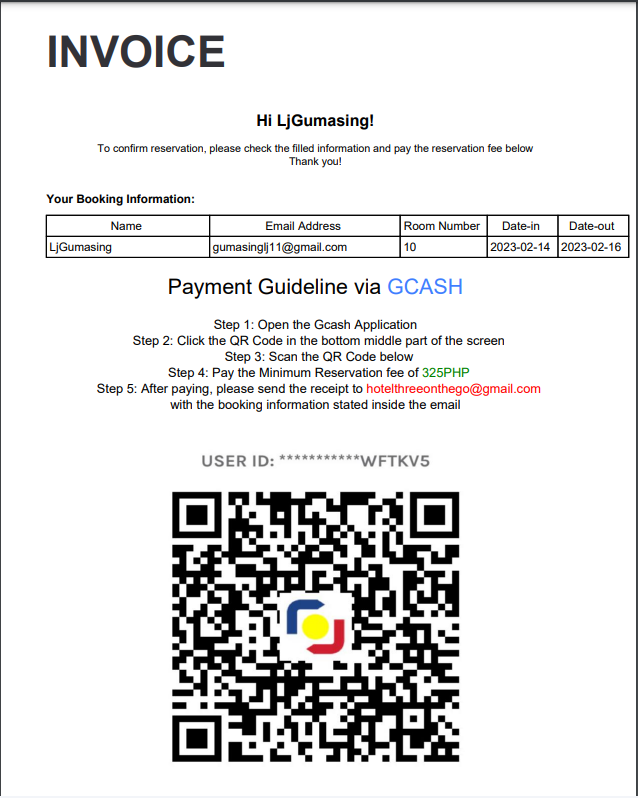 INVOICE
Hi LjGumasing!
To confirm reservation, please check the filled information and pay the reservation fee below
Thank you!
Your Booking Information:
Name Email Address Room Number Date-in Date-out
LjGumasing gumasinglj11@gmail.com 10 2023-02-14 2023-02-16
Payment Guideline via GCASH
Step 1: Open the Gcash Application
Step 2: Click the QR Code in the bottom middle part of the screen
Step 3: Scan the QR Code below
Step 4: Pay the Minimum Reservation fee of 325PHP
Step 5: After paying, please send the receipt to hotelthreeonthego@gmail.com
with the booking information stated inside the email
USER ID: ***********WFTKV5